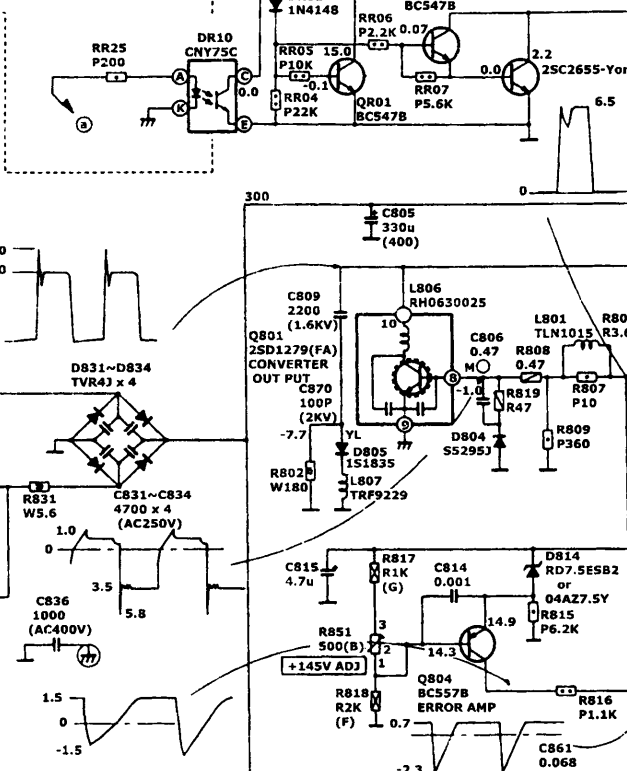 1N4148
BC547B
RR06
P2.2K
0.07
DR10
CNY75C
RR25
P200
RR05
P10K
15.0
2.2
A
C
0.0
-0.1
0.0
2SC2655-Y
RR04
P22K
QR01
BC547B
RR07
P5.6K
K
E
a
6.5
0
300
C805
330u
(400)
0
0
L806
RH0630025
C809
2200
(1.6KV)
10
Q801
2SD1279(FA)
CONVERTER
OUT PUT
C806
0.47
M
L801
TLN1015
R80
R3.6
R808
0.47
D831~D834
TVR4J x 4
8
-1.0
C870
100P
(2KV)
R819
R47
R807
P10
9
-7.7
YL
D805
1S1835
D804
S5295J
R809
P360
R802
W180
L807
TRF9229
R831
W5.6
C831~C834
4700 x 4
(AC250V)
1.0
0
3.5
5.8
C815
4.7u
R817
R1K
(G)
C814
0.001
D814
RD7.5ESB2
or
04AZ7.5Y
C836
1000
(AC400V)
R815
P6.2K
14.9
R851
500(B)
3
2
1
14.3
+145V ADJ
Q804
BC557B
ERROR AMP
R818
R2K
(F)
R816
P1.1K
1.5
0
-1.5
0.7
-2.3
C861
0.068